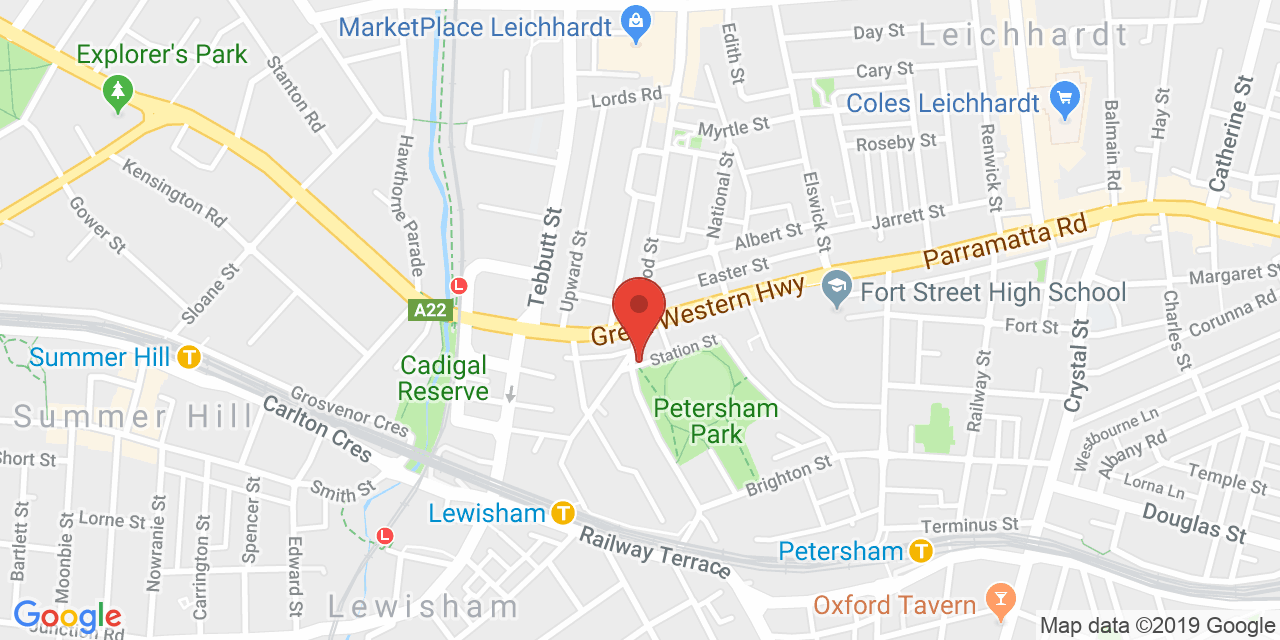 MarketPlace Leichhardt
Explorer's Park
Stanton Rd
Edith St
Day St
Leichhardt
Cary St
Coles Leichhardt
Lords Rd
Myrtle St
Roseby St
Renwick St
Balmain Rd
Hay St
Catherine St
Hawthorne Parade
Kensington Rd
Gower St
Sloane St
National St
Elswick St
Jarrett St
Albert St
Easter St
Parramatta Rd
Tebbutt St
Upward St
Western Hwy
Fort Street High School
Margaret St
Corunna Rd
Charles St
Fort St
A22
L
Summer Hill
T
Cadigal
Reserve
Station St
Petersham
Park
Railway St
Crystal St
Grosvenor Cres
Carlton Cres
Summer Hill
Westbourne Ln
Albany Rd
Temple St
Lorna Ln
Douglas St
Brighton St
Short St
Smith St
Spencer St
Lewisham
T
Railway Terrace
Terminus St
Petersham
T
Lorne St
Bartlett St
Moonbie St
Nowranie St
Carrington St
Edward St
L
Lewisham
Oxford Tavern
Google
Junction Rd
Map data ©2019 Google